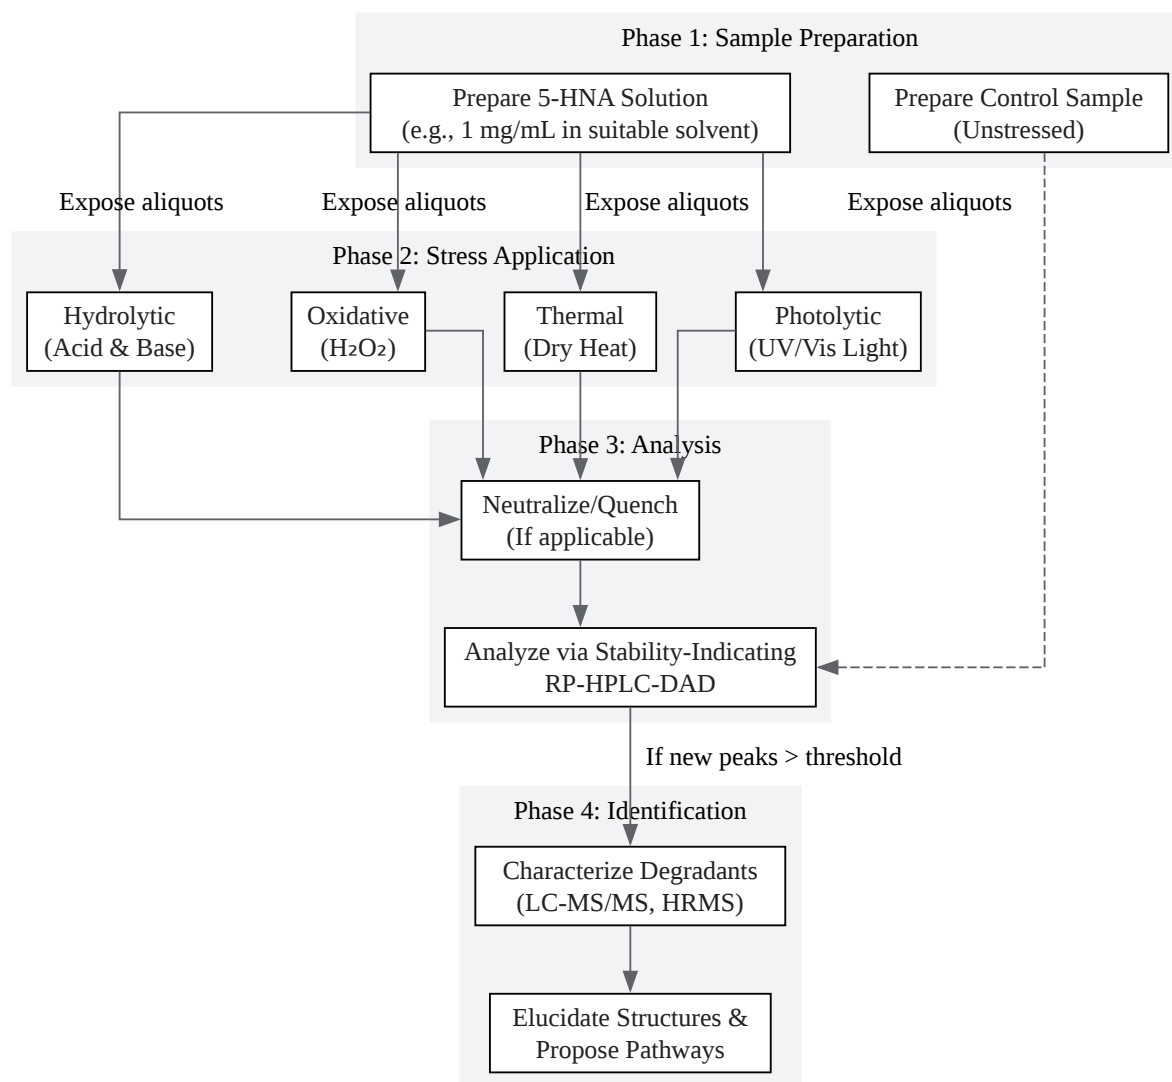 Phase 1: Sample Preparation
Prepare 5-HNA Solution
(e.g., 1 mg/mL in suitable solvent)
Prepare Control Sample
(Unstressed)
Expose aliquots
Expose aliquots
Expose aliquots
Expose aliquots
Phase 2: Stress Application
Hydrolytic
(Acid & Base)
Oxidative
(H₂O₂)
Thermal
(Dry Heat)
Photolytic
(UV/Vis Light)
Phase 3: Analysis
Neutralize/Quench
(If applicable)
Analyze via Stability-Indicating
RP-HPLC-DAD
If new peaks > threshold
Phase 4: Identification
Characterize Degradants
(LC-MS/MS, HRMS)
Elucidate Structures &
Propose Pathways